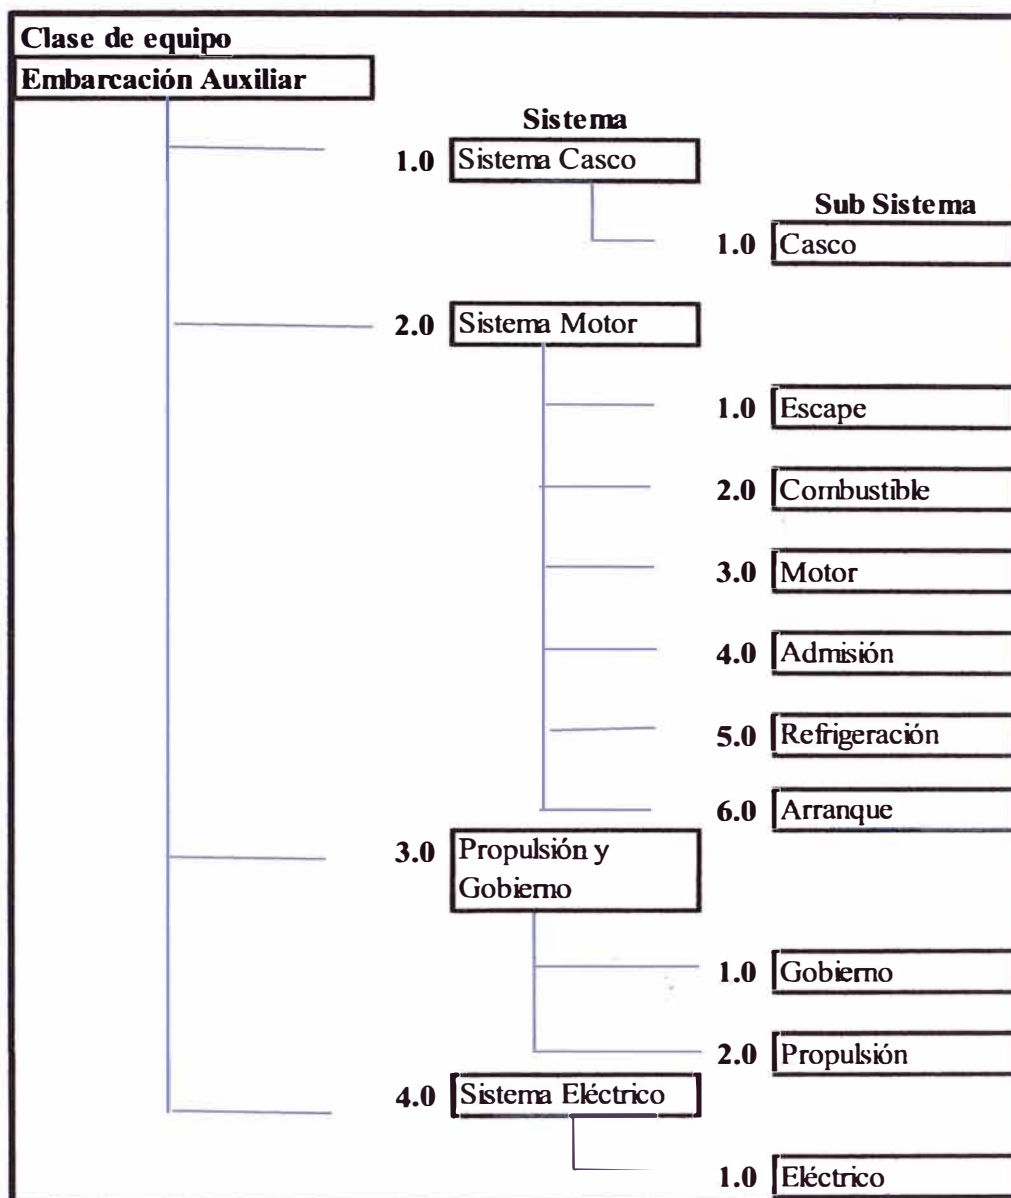 Clase de equipo
Embarcación Auxiliar
Sistema
1.0 Sistema Casco
Sub Sistema
1.0 Casco
2.0 Sistema Motor
1.0 Escape
2.0 Combustible
3.0 Motor
4.0 Admisión
5.0 Refrigeración
6.0 Arranque
3.0 Propulsión y
Gobierno
1.0 Gobierno
2.0 Propulsión
4.0 Sistema Eléctrico
1.0 Eléctrico